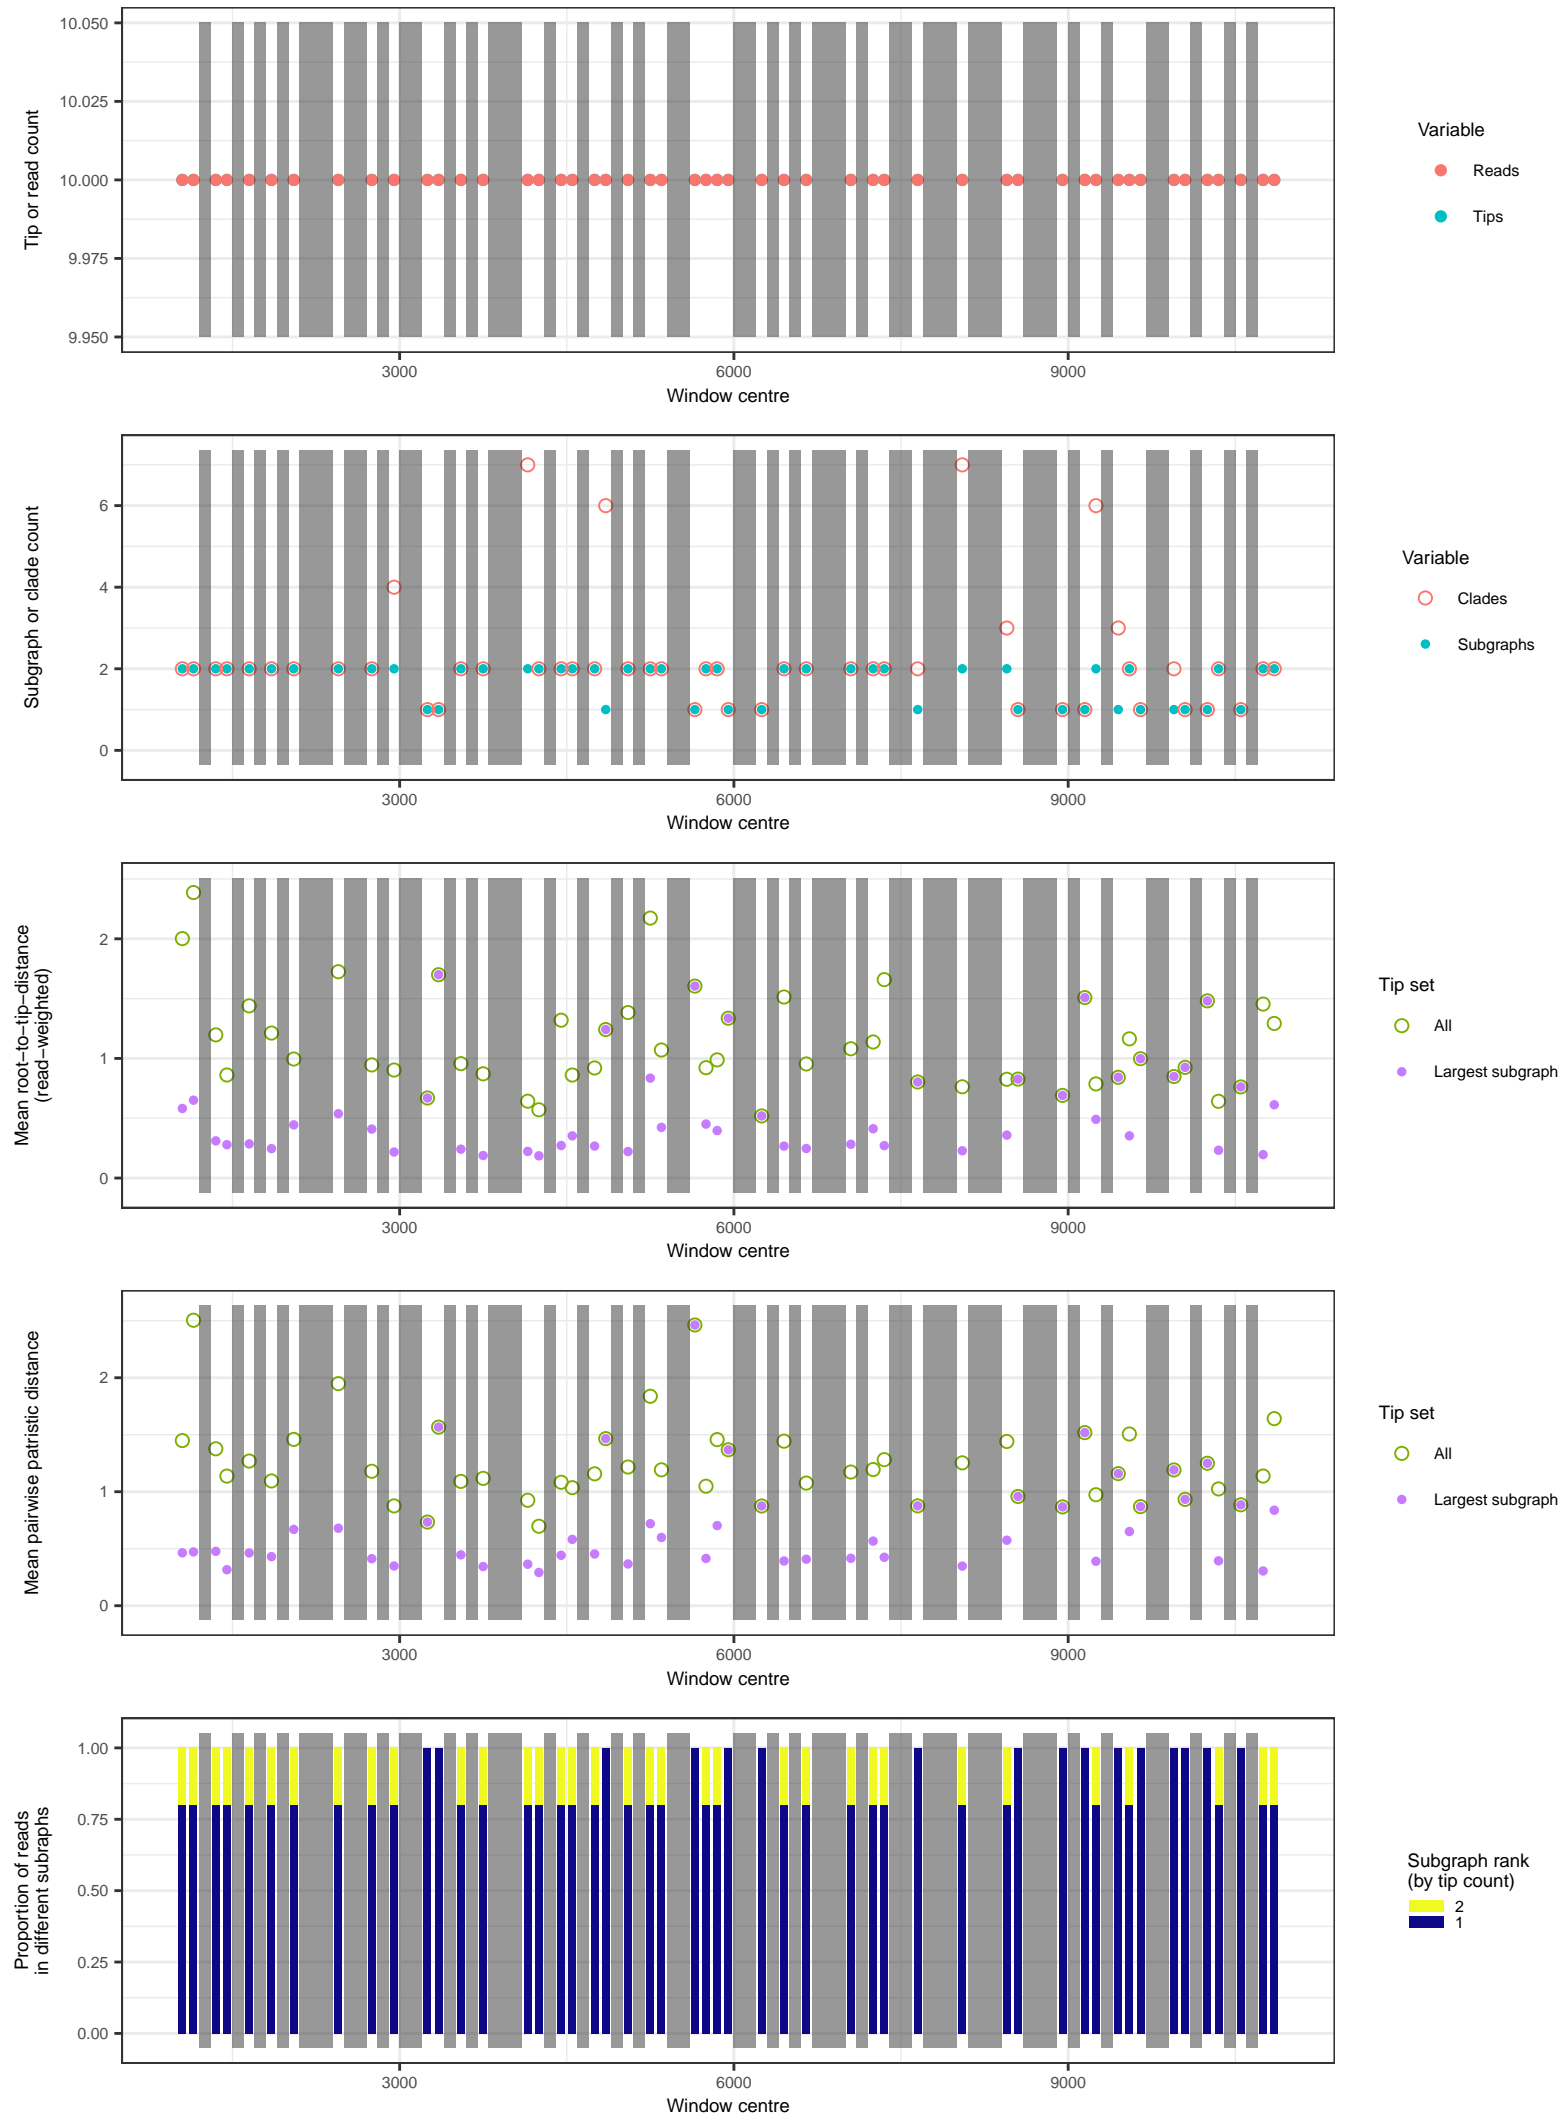 10.050
10.025
10.000
9.975
9.950
Tip or read count
3000 6000 9000
Window centre
Variable
Reads
Tips
6
4
2
0
Subgraph or clade count
3000 6000 9000
Window centre
Variable
Clades
Subgraphs
2
1
0
Mean root−to−tip−distance
(read−weighted)
3000 6000 9000
Window centre
Tip set
All
Largest subgraph
2
1
0
Mean pairwise patristic distance
3000 6000 9000
Window centre
Tip set
All
Largest subgraph
1.00
0.75
0.50
0.25
0.00
Proportion of reads
in different subraphs
3000 6000 9000
Window centre
Subgraph rank
(by tip count)
2
1